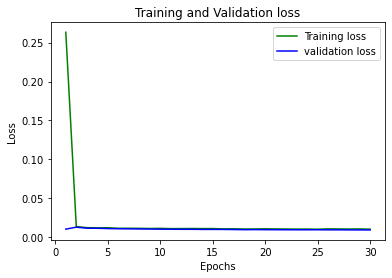 Training and Validation loss
Training loss
validation loss
Loss
0.25
0.20
0.15
0.10
0.05
0.00
0 5 10 15 20 25 30
Epochs